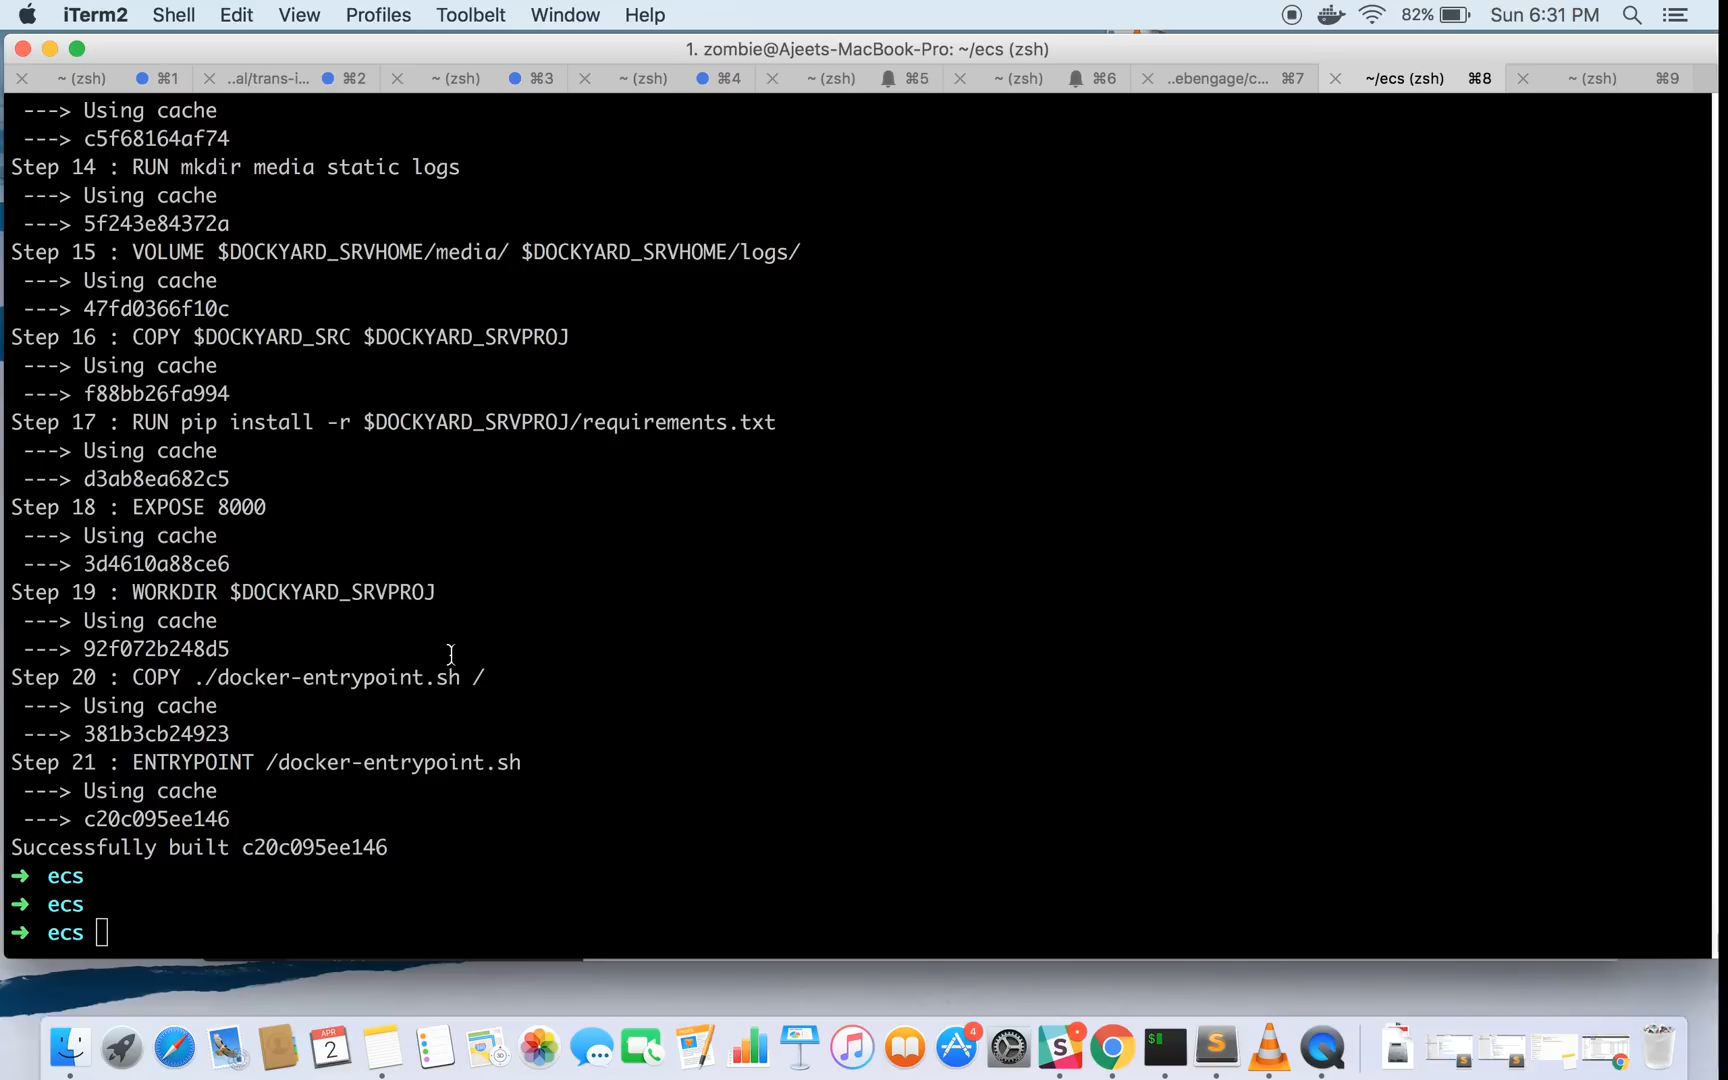 iTerm2 Shell Edit View Profiles Toolbelt Window Help 82% Sun 6:31 PM
1. zombie@Ajeets-MacBook-Pro: ~/ecs (zsh)
~ (zsh) ⌘1 ..al/trans-i... ⌘2 ~ (zsh) ⌘3 ~ (zsh) ⌘4 ~ (zsh) ⌘5 ~ (zsh) ⌘6 ..ebengage/c... ⌘7 ~/ecs (zsh) ⌘8 ~ (zsh) ⌘9
---> Using cache
---> c5f68164af74
Step 14 : RUN mkdir media static logs
---> Using cache
---> 5f243e84372a
Step 15 : VOLUME $DOCKYARD_SRVHOME/media/ $DOCKYARD_SRVHOME/logs/
---> Using cache
---> 47fd0366f10c
Step 16 : COPY $DOCKYARD_SRC $DOCKYARD_SRVPROJ
---> Using cache
---> f88bb26fa994
Step 17 : RUN pip install -r $DOCKYARD_SRVPROJ/requirements.txt
---> Using cache
---> d3ab8ea682c5
Step 18 : EXPOSE 8000
---> Using cache
---> 3d4610a88ce6
Step 19 : WORKDIR $DOCKYARD_SRVPROJ
---> Using cache
---> 92f072b248d5
Step 20 : COPY ./docker-entrypoint.sh /
---> Using cache
---> 381b3cb24923
Step 21 : ENTRYPOINT /docker-entrypoint.sh
---> Using cache
---> c20c095ee146
Successfully built c20c095ee146
➜ ecs
➜ ecs
➜ ecs
APR
2
4